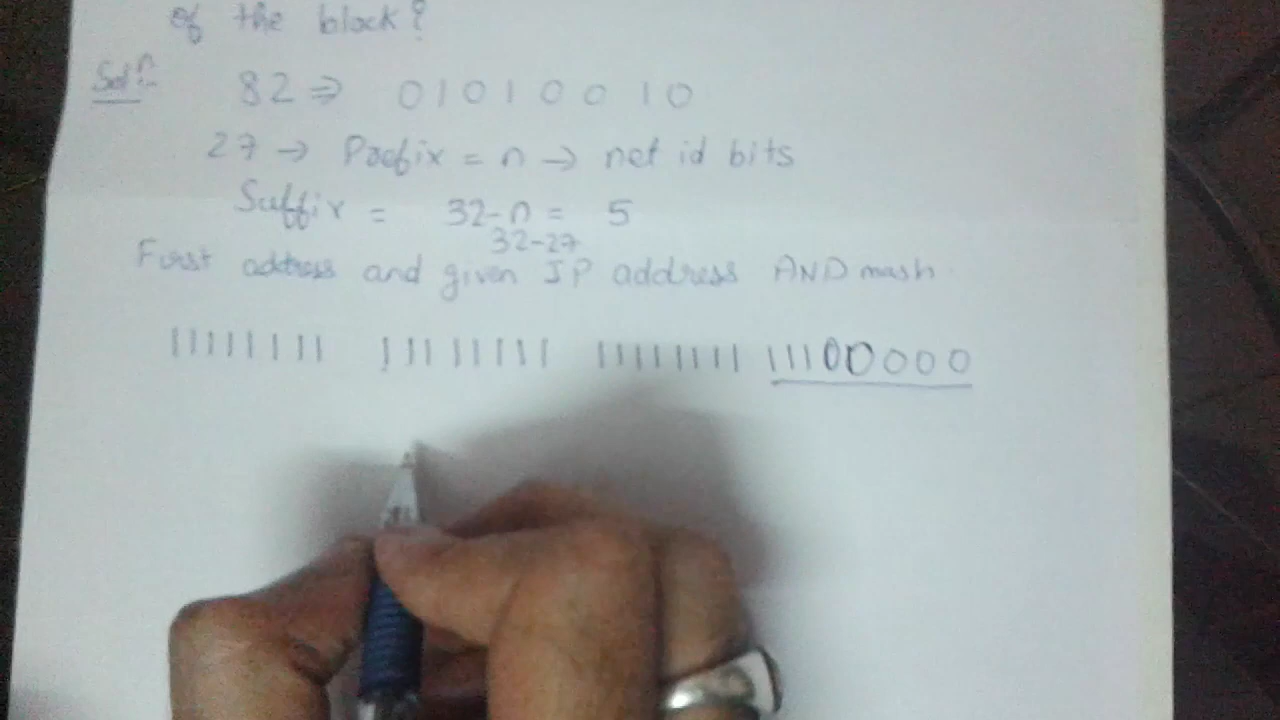 of the block?
Solⁿ: 82 ⇒ 01010010
27 → Prefix = n → net id bits
Suffix = 32-n = 5
32-27
First address and given IP address AND mask
11111111 11111111 11111111 11100000